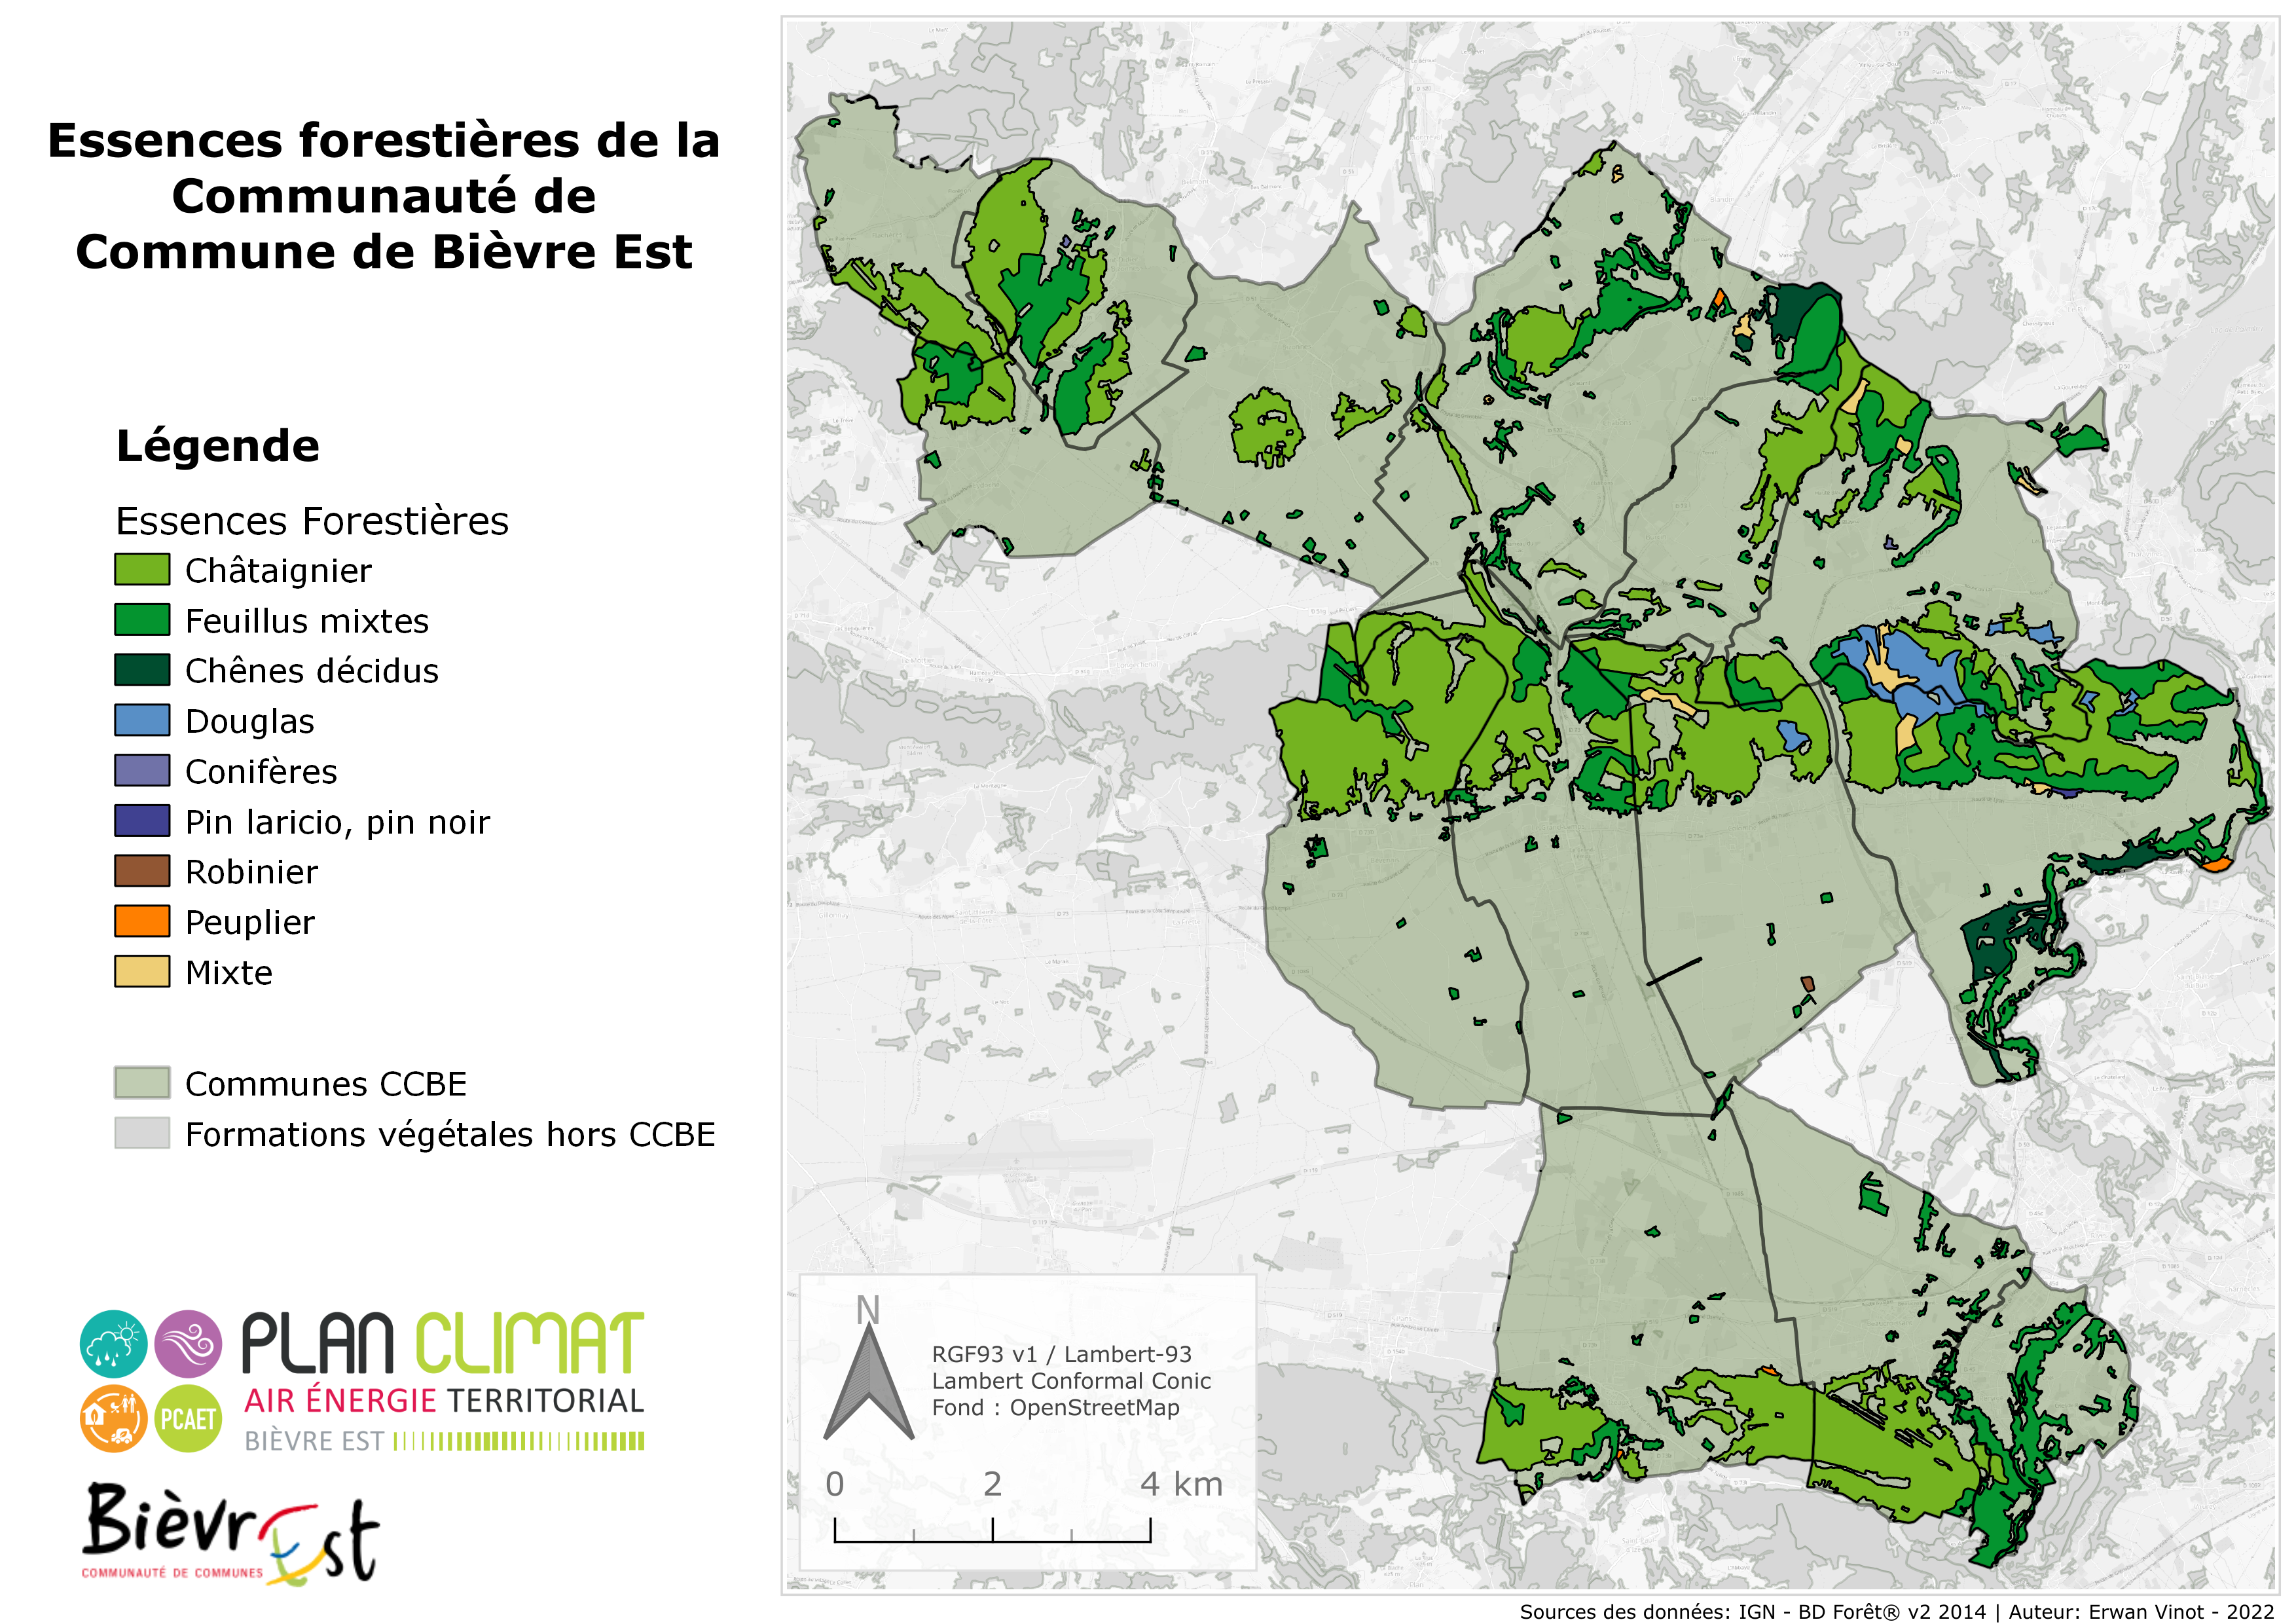 Essences forestières de la
Communauté de
Commune de Bièvre Est
Légende
Essences Forestières
Châtaignier
Feuillus mixtes
Chênes décidus
Douglas
Conifères
Pin laricio, pin noir
Robinier
Peuplier
Mixte
Communes CCBE
Formations végétales hors CCBE
PLAN CLIMAT
AIR ÉNERGIE TERRITORIAL
PCAET
BIÈVRE EST
Bièvr Est
COMMUNAUTÉ DE COMMUNES
N
RGF93 v1 / Lambert-93
Lambert Conformal Conic
Fond : OpenStreetMap
0 2 4 km
Sources des données: IGN - BD Forêt® v2 2014 | Auteur: Erwan Vinot - 2022